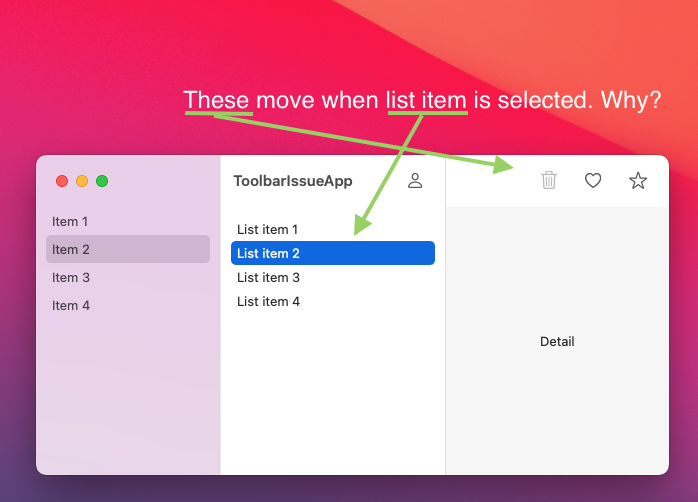 These move when list item is selected. Why?
ToolbarIssueApp
Item 1
Item 2
Item 3
Item 4
List item 1
List item 2
List item 3
List item 4
Detail